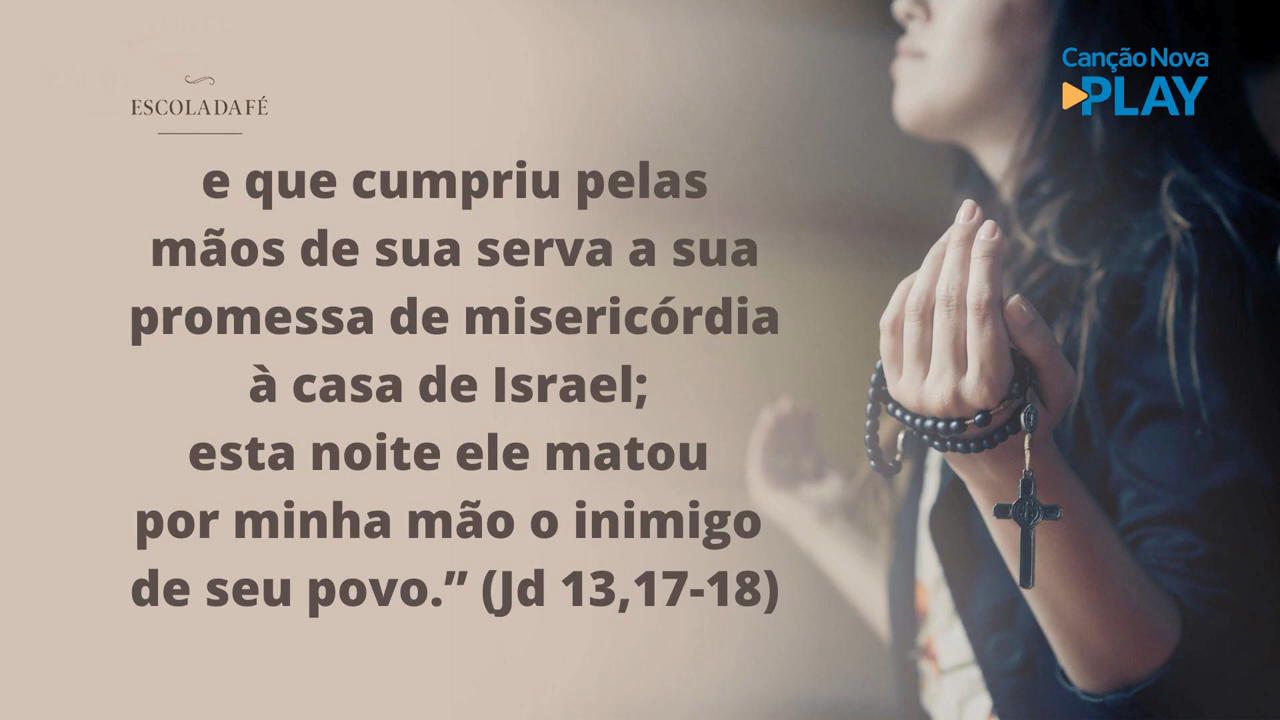 ESCOLADAFÉ
Canção Nova
PLAY
e que cumpriu pelas
mãos de sua serva a sua
promessa de misericórdia
à casa de Israel;
esta noite ele matou
por minha mão o inimigo
de seu povo.” (Jd 13,17-18)